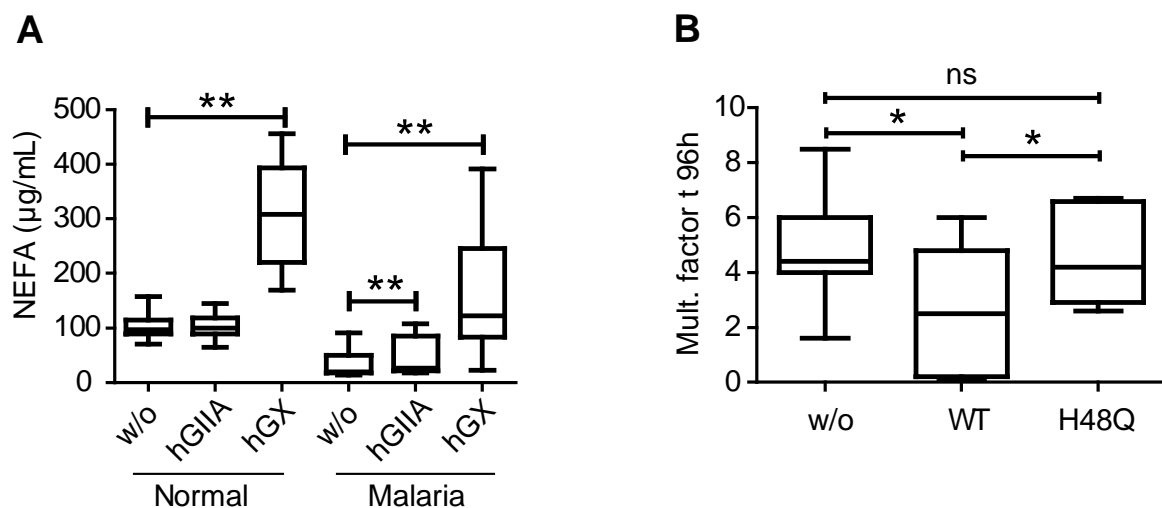 A
NEFA (µg/mL)
500
400
300
200
100
0
**
**
**
w/o
hGIIA
hGX
w/o
hGIIA
hGX
Normal
Malaria
B
Mult. factor t 96h
10
8
6
4
2
0
ns
*
*
w/o
WT
H48Q